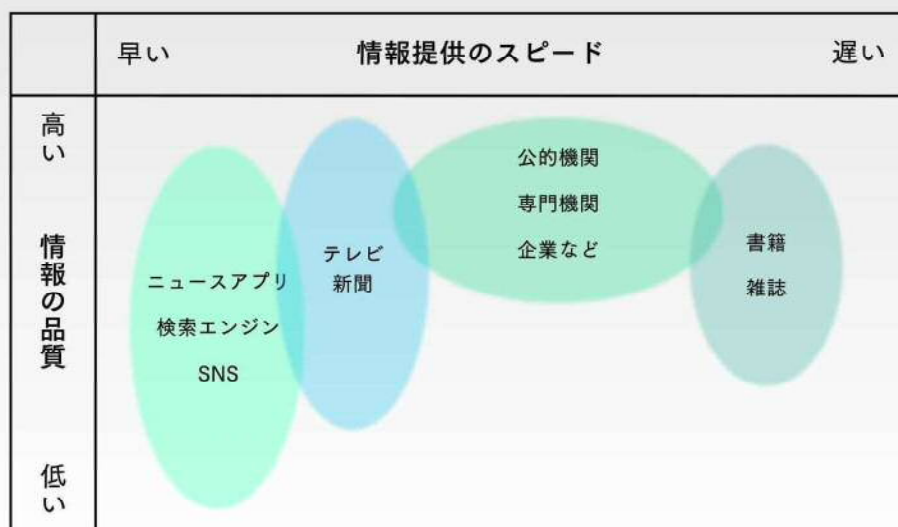 早い
情報提供のスピード
遅い
高い
情報の品質
低い
ニュースアプリ
検索エンジン
SNS
テレビ
新聞
公的機関
専門機関
企業など
書籍
雑誌